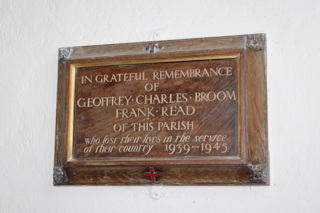 IN GRATEFUL REMEMBRANCE
OF
GEOFFREY·CHARLES·BROOM
FRANK·READ
OF THIS PARISH
who lost their lives in the service
of their country 1939-1945